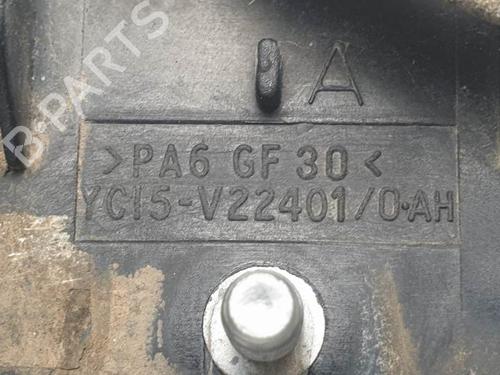 B-PARTS
A
>PA6 GF 30<
YC15-V22401/0·AH